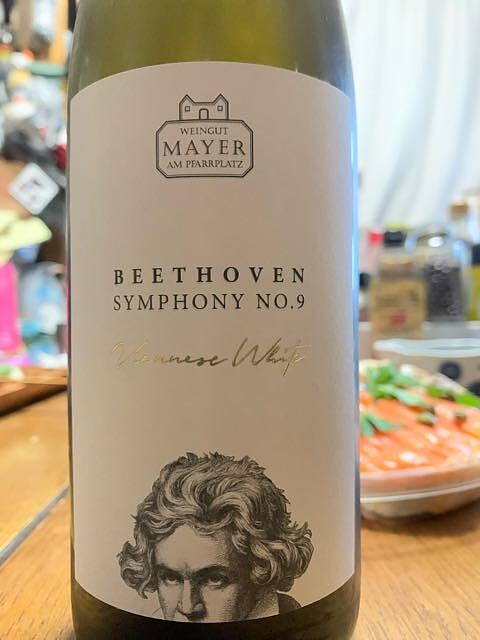 WEINGUT
MAYER
AM PFARRPLATZ
BEETHOVEN
SYMPHONY NO.9
Viennese White